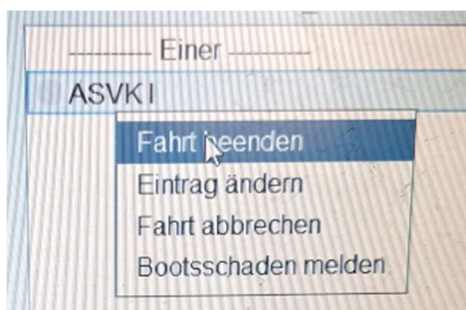 ---------- Einer ----------
ASVK I
Fahrt beenden
Eintrag ändern
Fahrt abbrechen
Bootsschaden melden